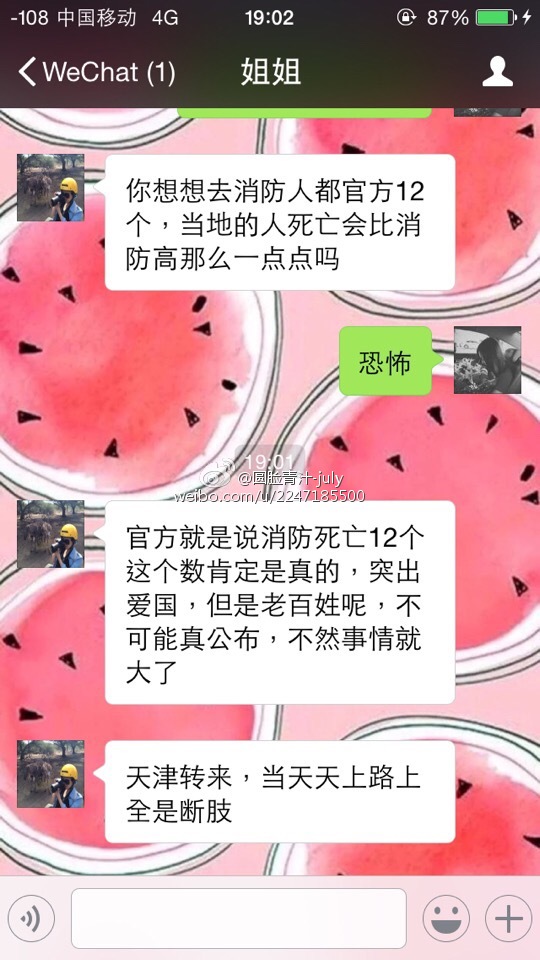 -108 中国移动 4G 19:02 87%
WeChat (1) 姐姐
你想想去消防人都官方12
个，当地的人死亡会比消
防高那么一点点吗
恐怖
19:01
@圆脸青汁-july
weibo.com/u/2247185500
官方就是说消防死亡12个
这个数肯定是真的，突出
爱国，但是老百姓呢，不
可能真公布，不然事情就
大了
天津转来，当天天上路上
全是断肢